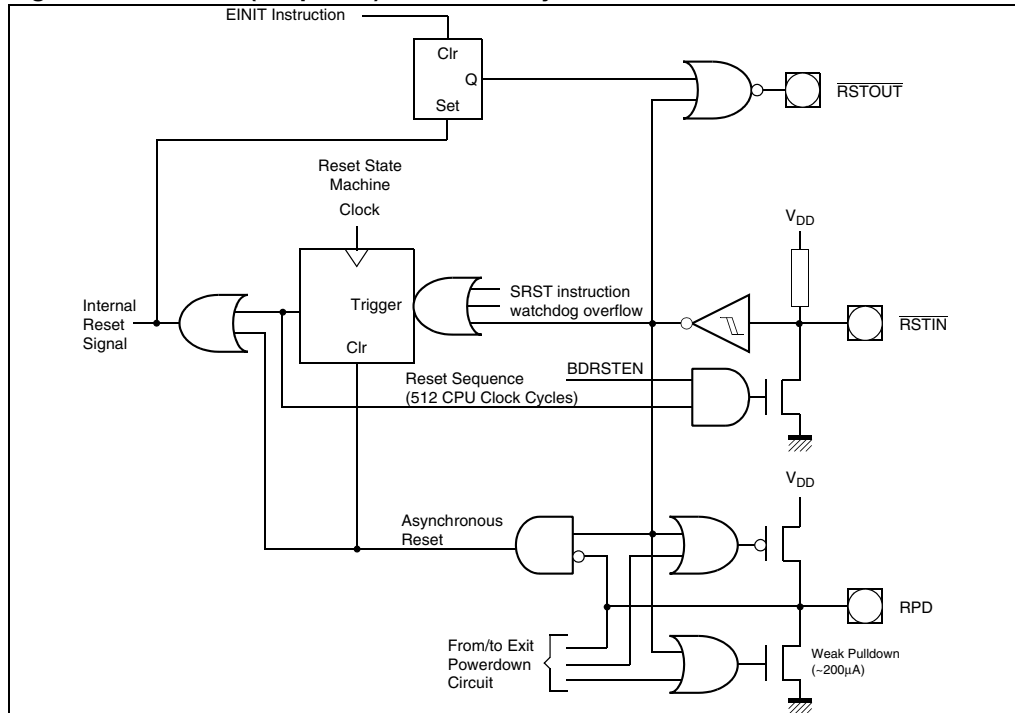 EINIT Instruction
Clr
Q
Set
RSTOUT
Reset State
Machine
Clock
VDD
Internal
Reset
Signal
Trigger
SRST instruction
watchdog overflow
RSTIN
Clr
BDRSTEN
Reset Sequence
(512 CPU Clock Cycles)
VDD
Asynchronous
Reset
RPD
From/to Exit
Powerdown
Circuit
Weak Pulldown
(~200µA)